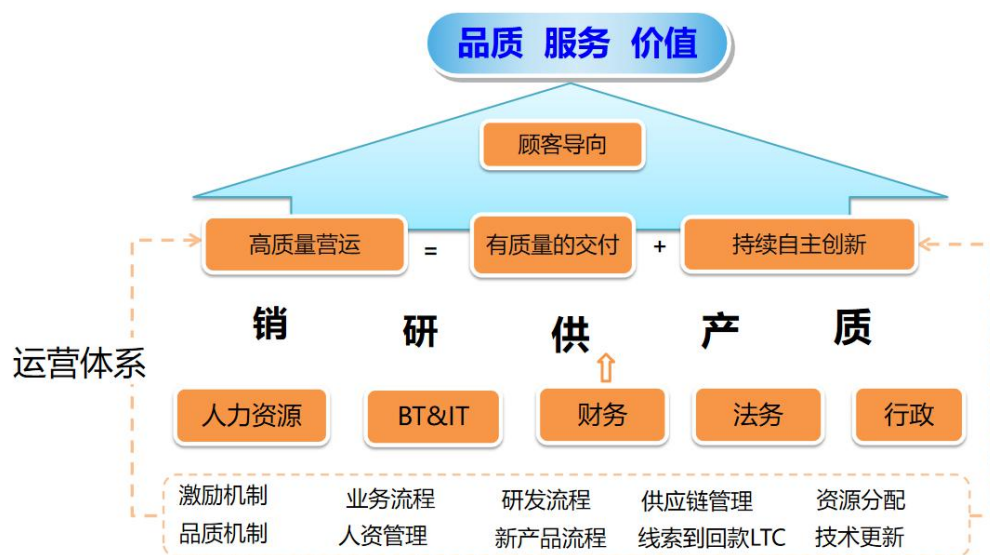 品质 服务 价值
顾客导向
高质量营运 = 有质量的交付 + 持续自主创新
销 研 供 产 质
运营体系
人力资源 BT&IT 财务 法务 行政
激励机制 业务流程 研发流程 供应链管理 资源分配
品质机制 人资管理 新产品流程 线索到回款LTC 技术更新